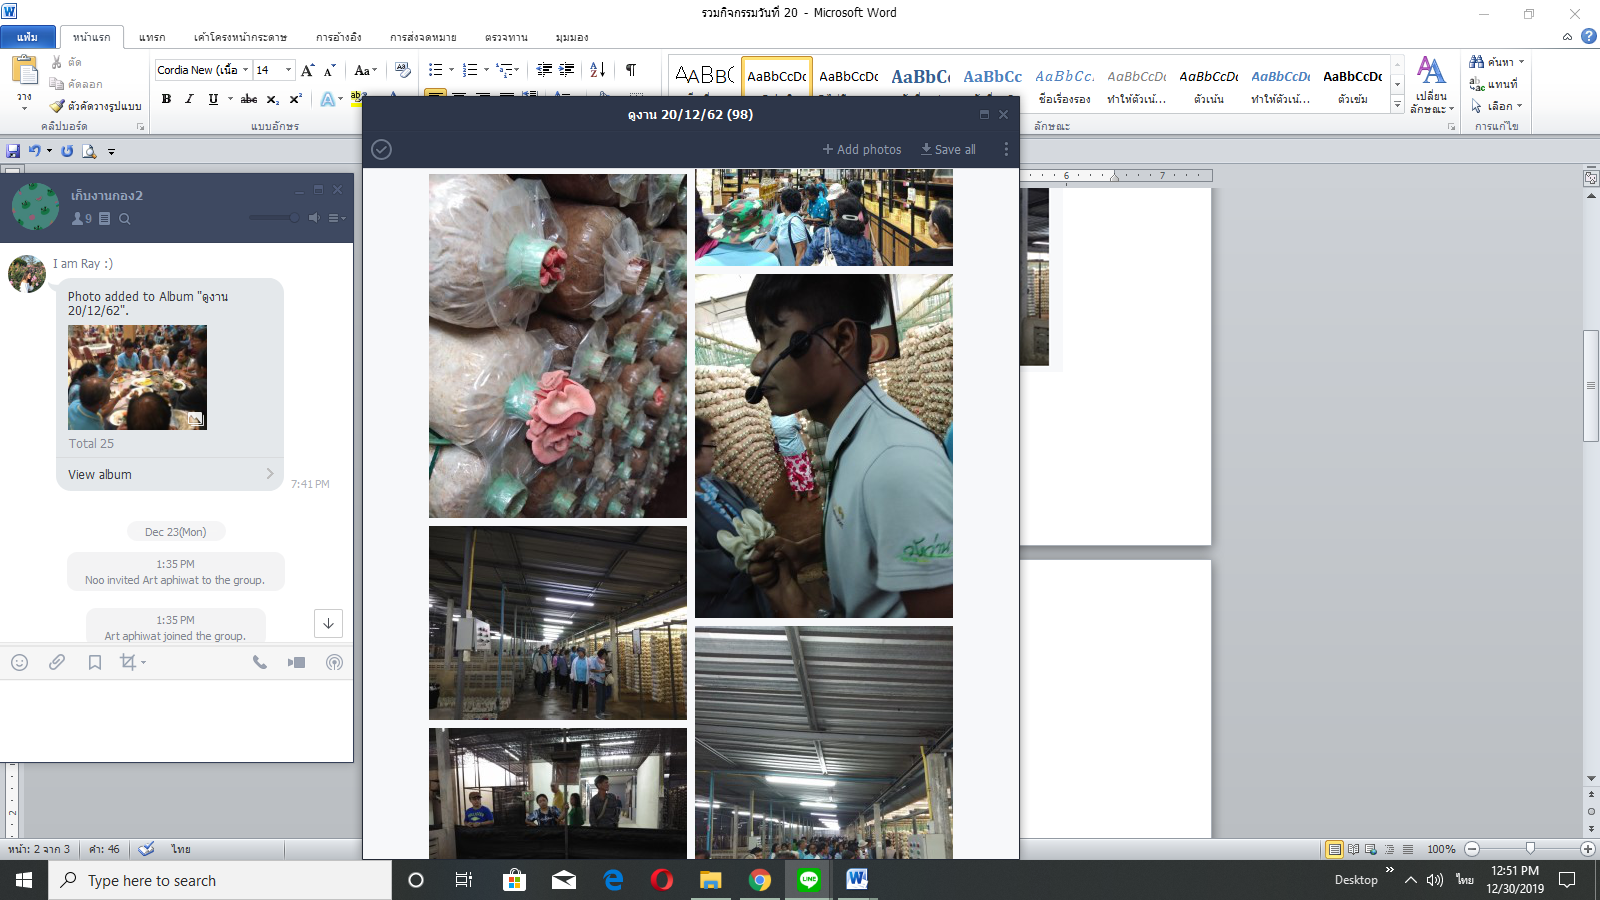 รวมกิจกรรมวันที่ 20 - Microsoft Word
แฟ้ม
หน้าแรก
แทรก
เค้าโครงหน้ากระดาษ
การอ้างอิง
การส่งจดหมาย
ตรวจทาน
มุมมอง
วาง
ตัด
คัดลอก
ตัวคัดวางรูปแบบ
คลิปบอร์ด
Cordia New (เนื้อ
14
แบบอักษร
AaBbCcDc
AaBbCcDc
ชื่อเรื่องรอง
ทำให้ตัวเน้...
ตัวเน้น
ทำให้ตัวเน้...
ตัวเข้ม
ลักษณะ
เปลี่ยน
ลักษณะ
ค้นหา
แทนที่
เลือก
การแก้ไข
ดูงาน 20/12/62 (98)
+ Add photos
Save all
6
7
เก็บงานกอง2
9
I am Ray :)
Photo added to Album "ดูงาน
20/12/62".
Total 25
View album
7:41 PM
Dec 23(Mon)
1:35 PM
Noo invited Art aphiwat to the group.
1:35 PM
Art aphiwat joined the group.
หน้า: 2 จาก 3
คำ: 46
ไทย
100%
Type here to search
Desktop
ไทย
12:51 PM
12/30/2019